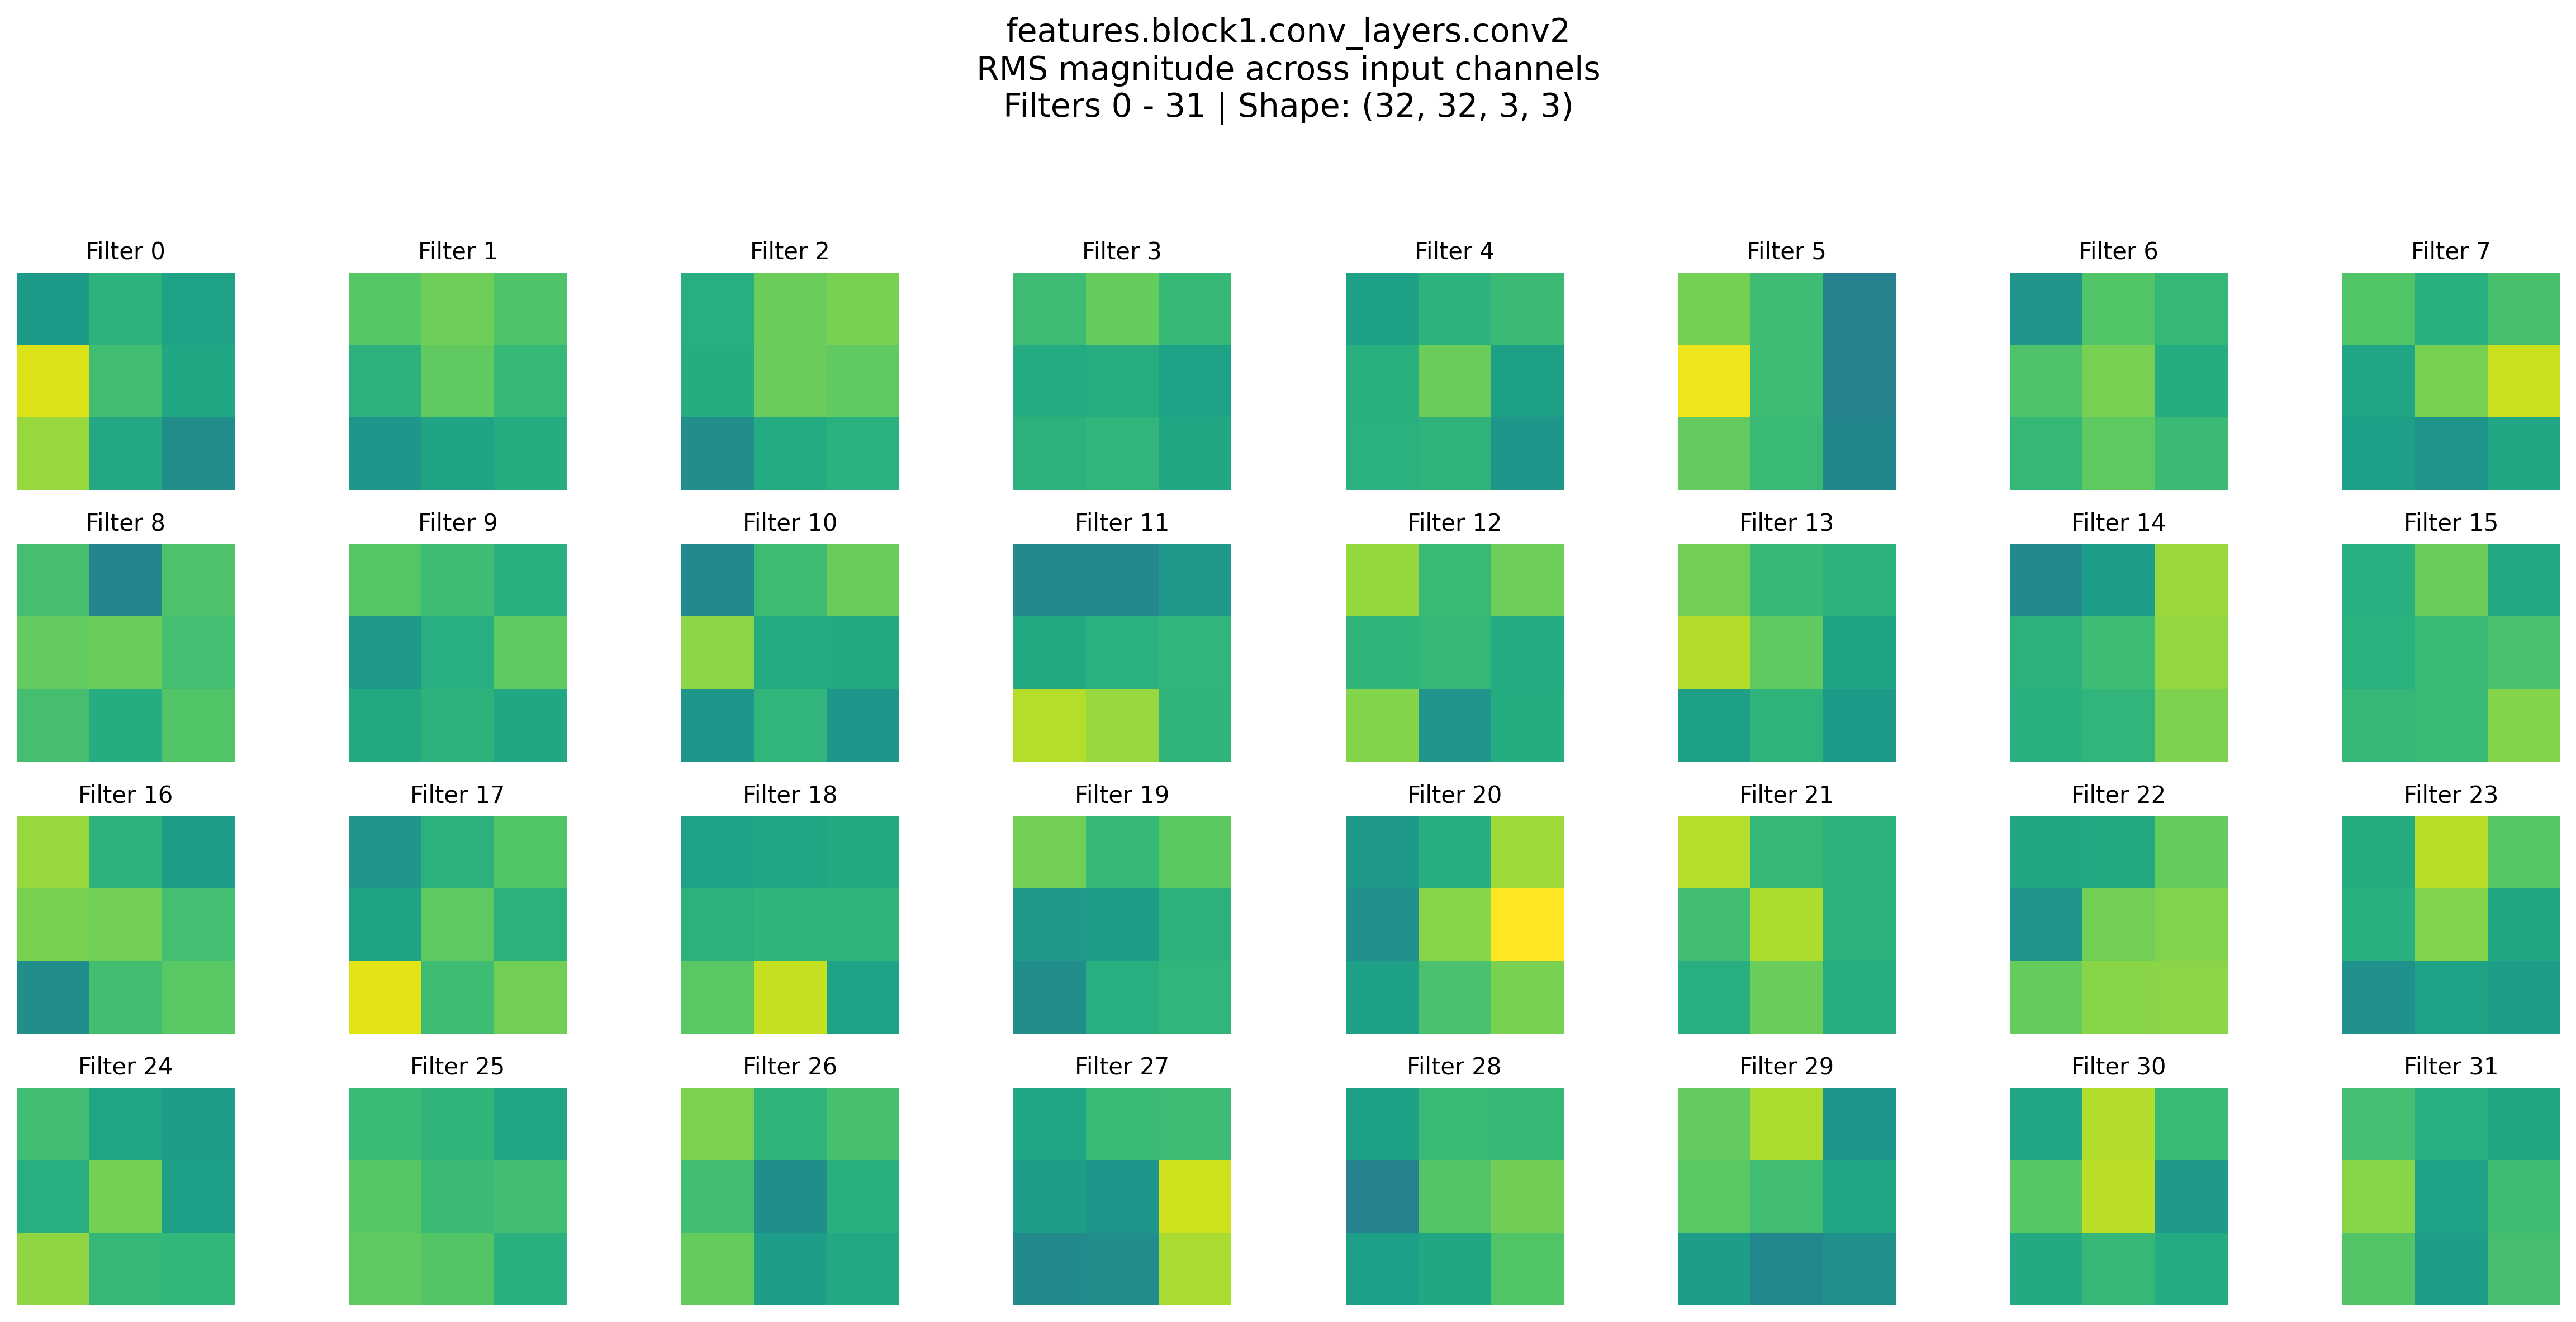 features.block1.conv_layers.conv2
RMS magnitude across input channels
Filters 0 - 31 | Shape: (32, 32, 3, 3)
Filter 0
Filter 1
Filter 2
Filter 3
Filter 4
Filter 5
Filter 6
Filter 7
Filter 8
Filter 9
Filter 10
Filter 11
Filter 12
Filter 13
Filter 14
Filter 15
Filter 16
Filter 17
Filter 18
Filter 19
Filter 20
Filter 21
Filter 22
Filter 23
Filter 24
Filter 25
Filter 26
Filter 27
Filter 28
Filter 29
Filter 30
Filter 31